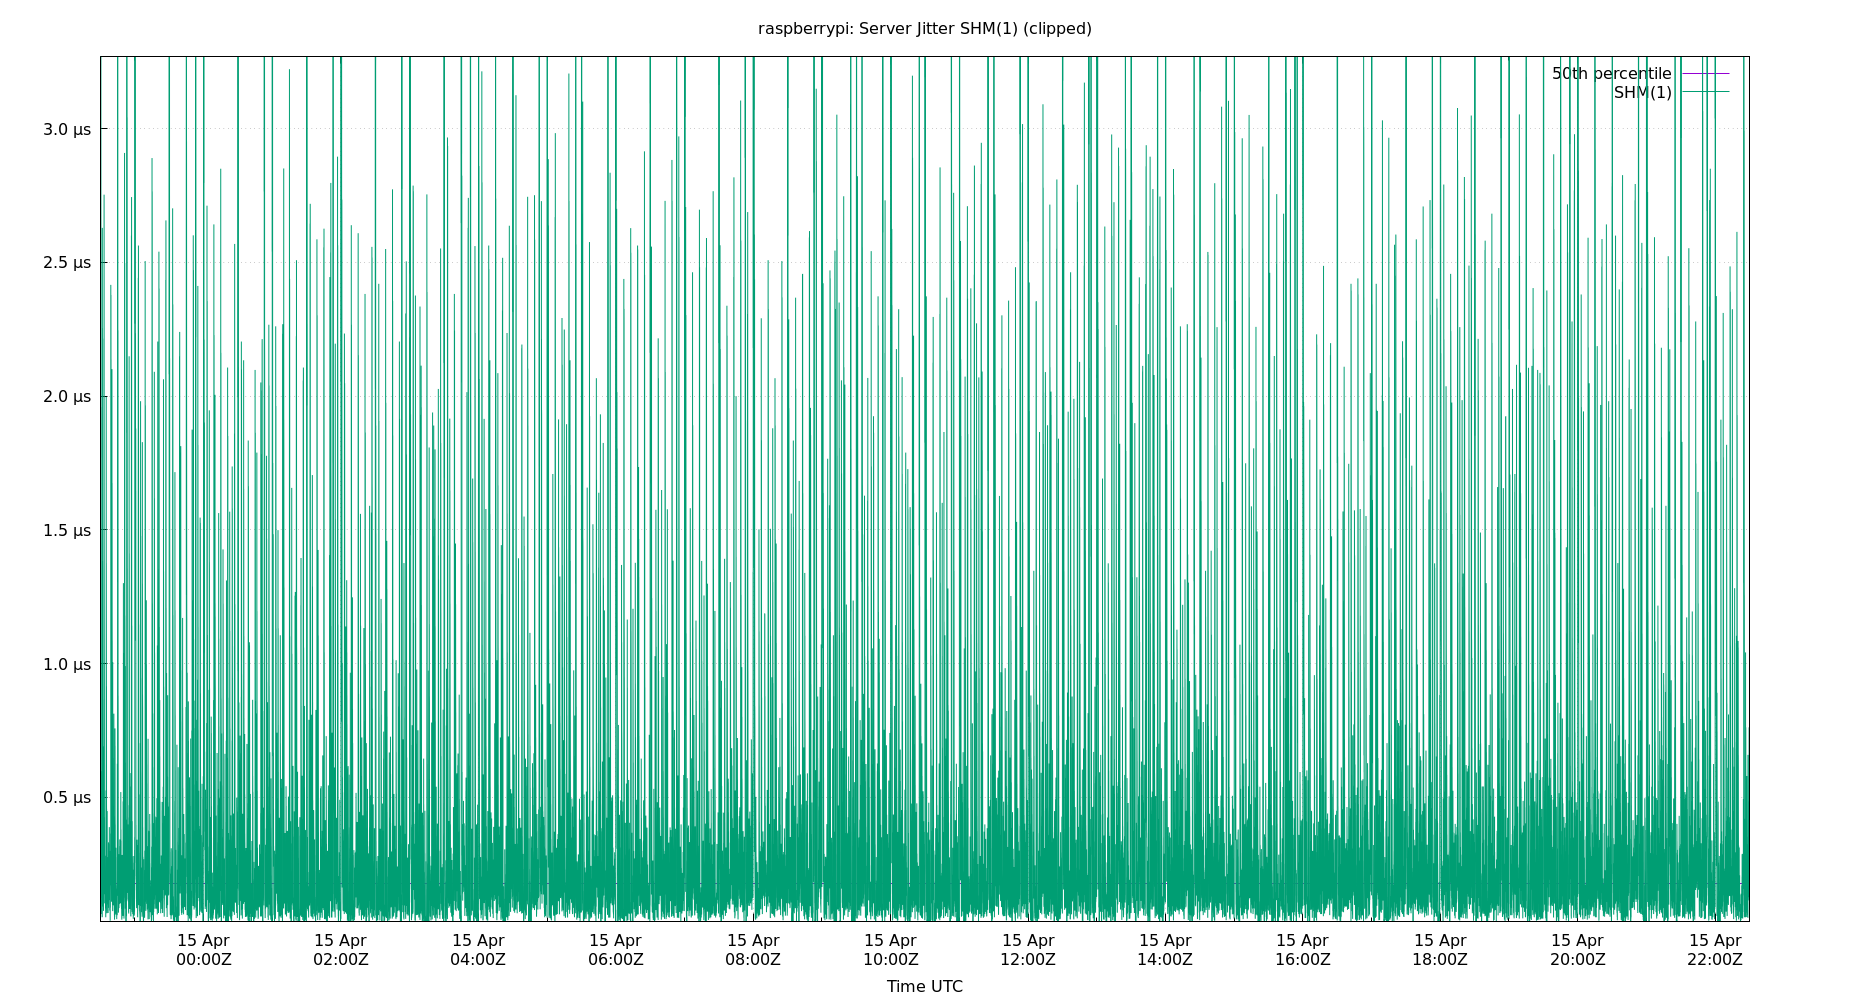 raspberrypi: Server Jitter SHM(1) (clipped)
50th percentile
SHM(1)
3.0 µs
2.5 µs
2.0 µs
1.5 µs
1.0 µs
0.5 µs
15 Apr 15 Apr 15 Apr 15 Apr 15 Apr 15 Apr 15 Apr 15 Apr 15 Apr 15 Apr 15 Apr 15 Apr
00:00Z 02:00Z 04:00Z 06:00Z 08:00Z 10:00Z 12:00Z 14:00Z 16:00Z 18:00Z 20:00Z 22:00Z
Time UTC